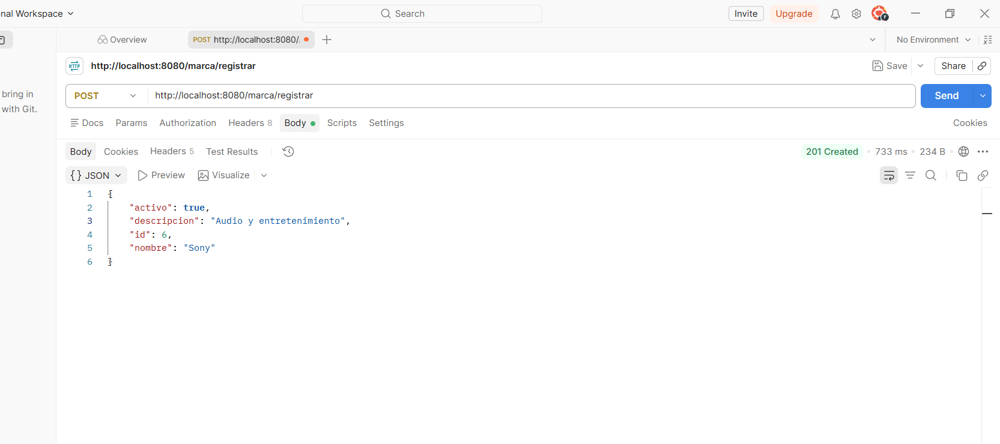 nal Workspace
Search
Invite
Upgrade
Overview
POST http://localhost:8080/
No Environment
HTTP
http://localhost:8080/marca/registrar
Save
Share
bring in
with Git.
POST
http://localhost:8080/marca/registrar
Send
Docs
Params
Authorization
Headers 8
Body
Scripts
Settings
Cookies
Body
Cookies
Headers 5
Test Results
201 Created
733 ms
234 B
{} JSON
Preview
Visualize
1 {
2 "activo": true,
3 "descripcion": "Audio y entretenimiento",
4 "id": 6,
5 "nombre": "Sony"
6 }